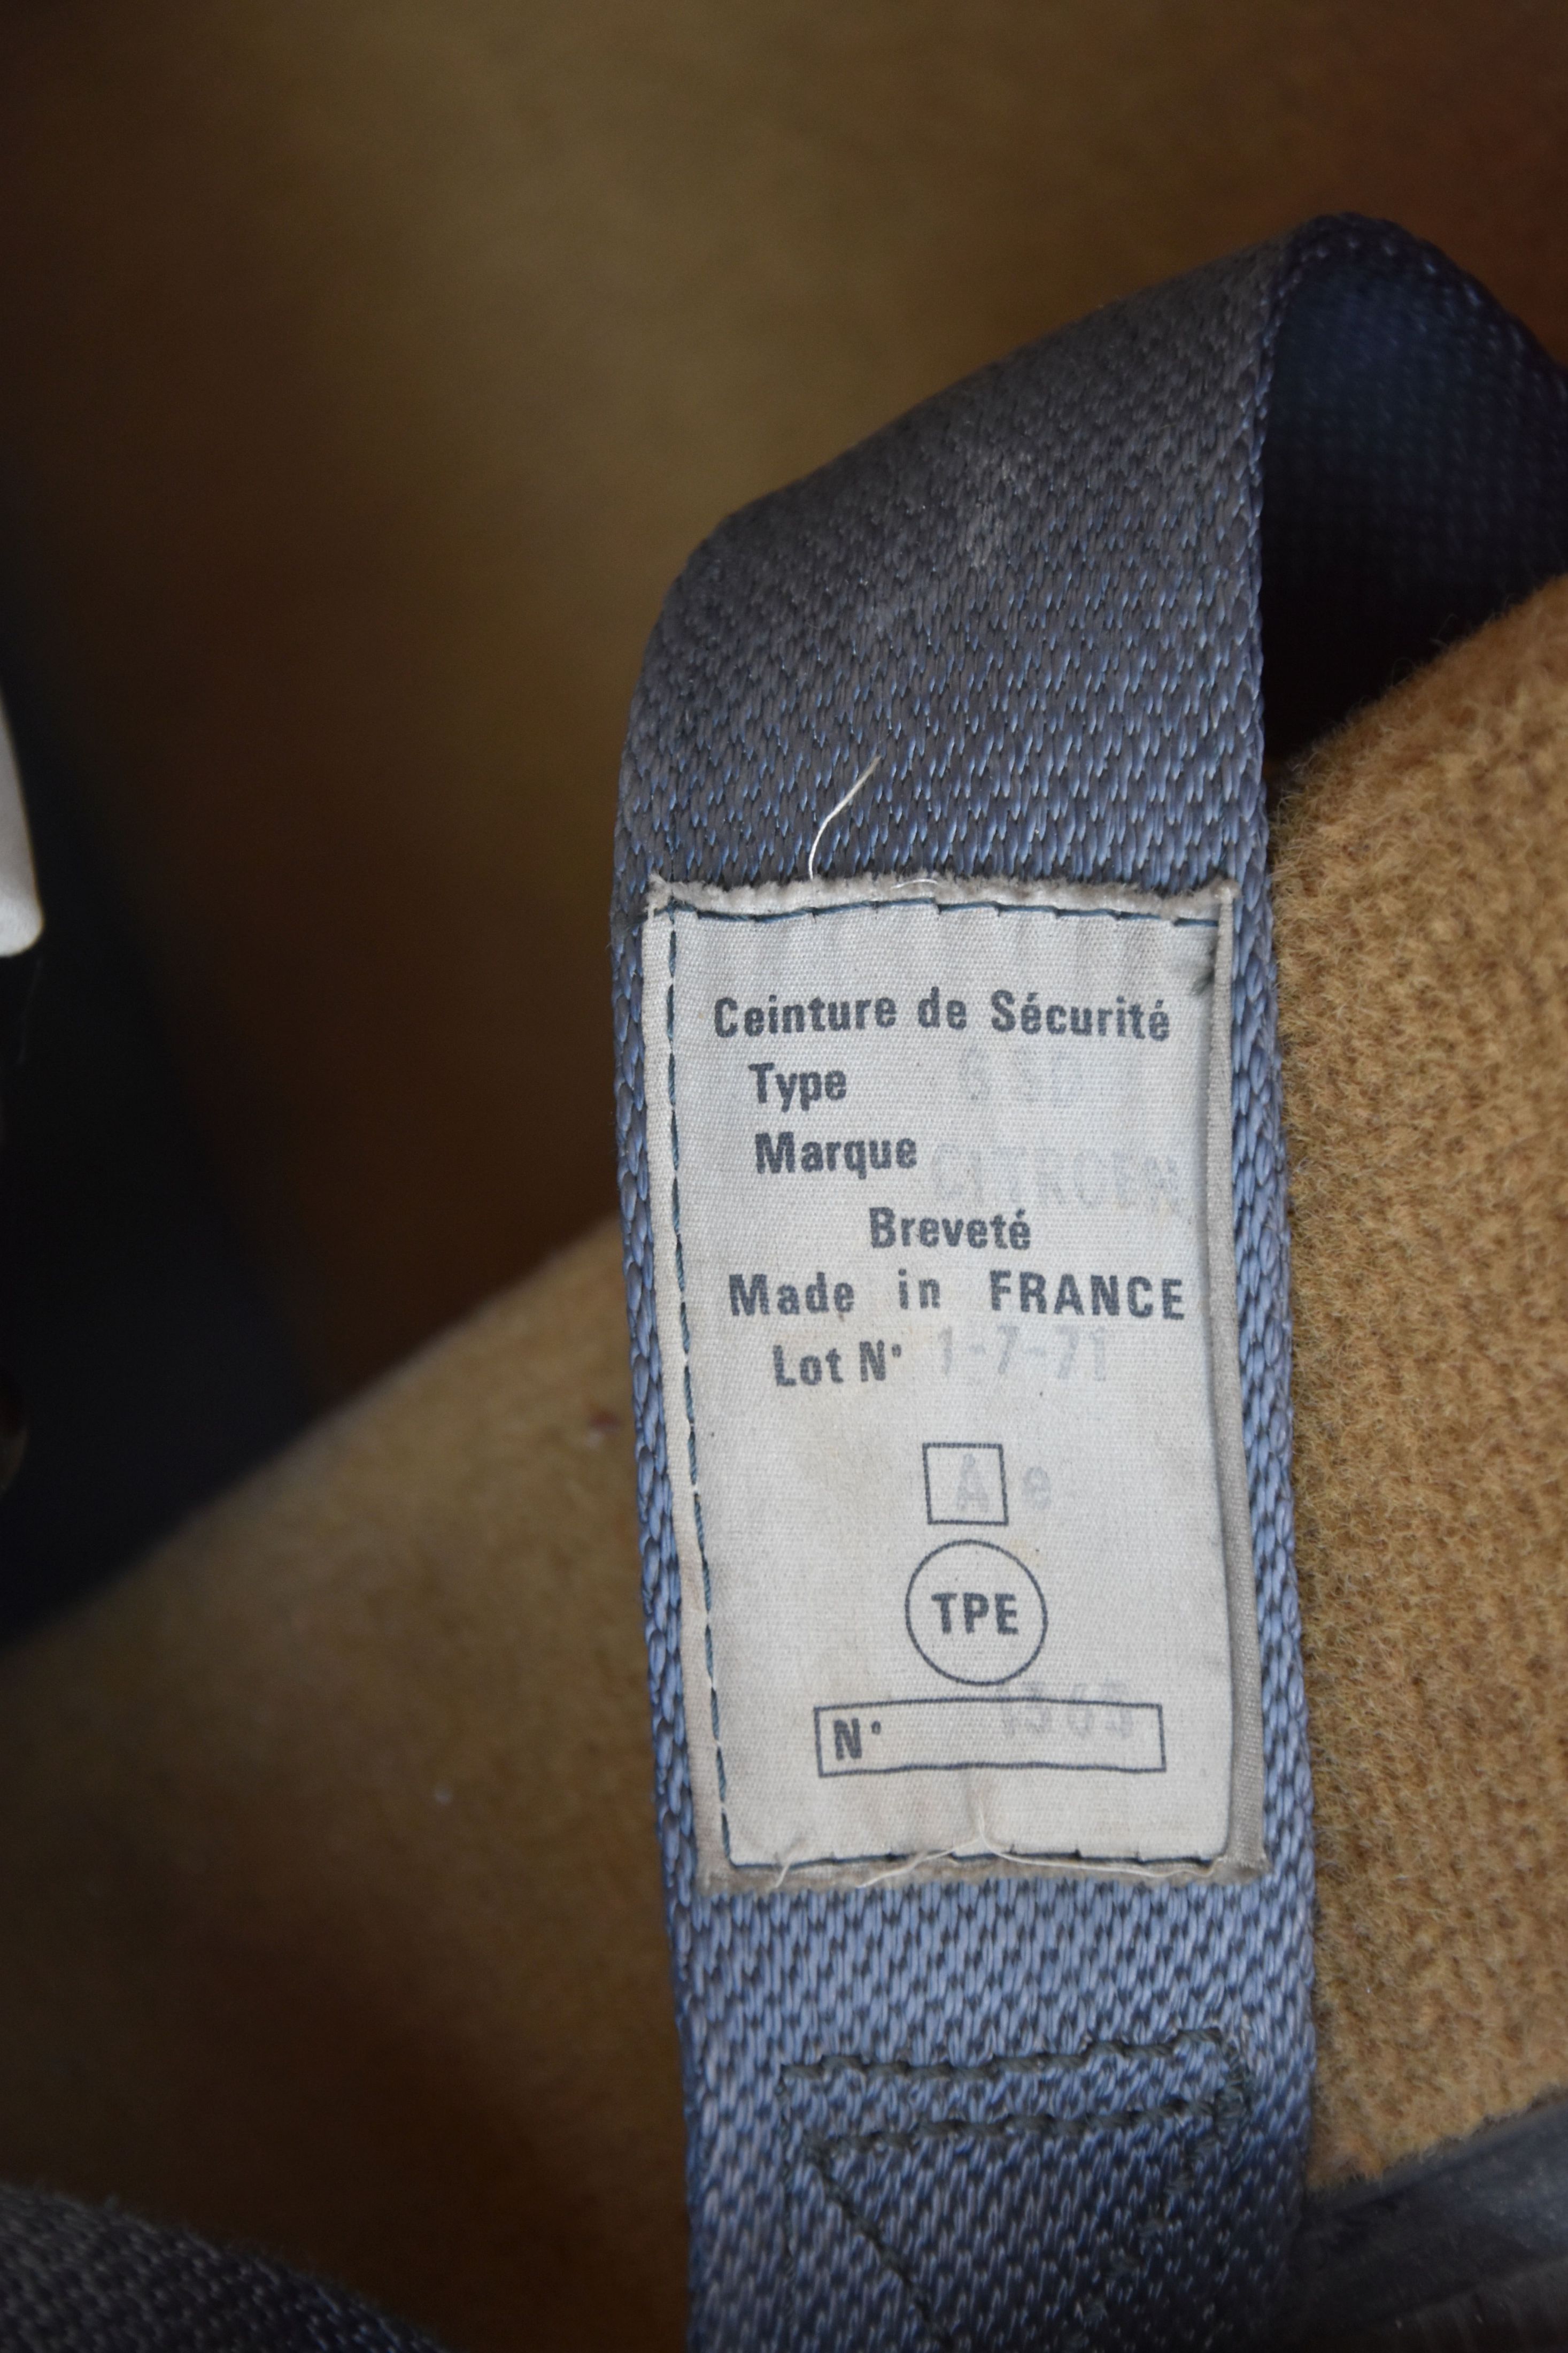 Ceinture de Sécurité
Type
Marque CITROEN
Breveté
Made in FRANCE
Lot N° 1-7-71
A e
TPE
N°